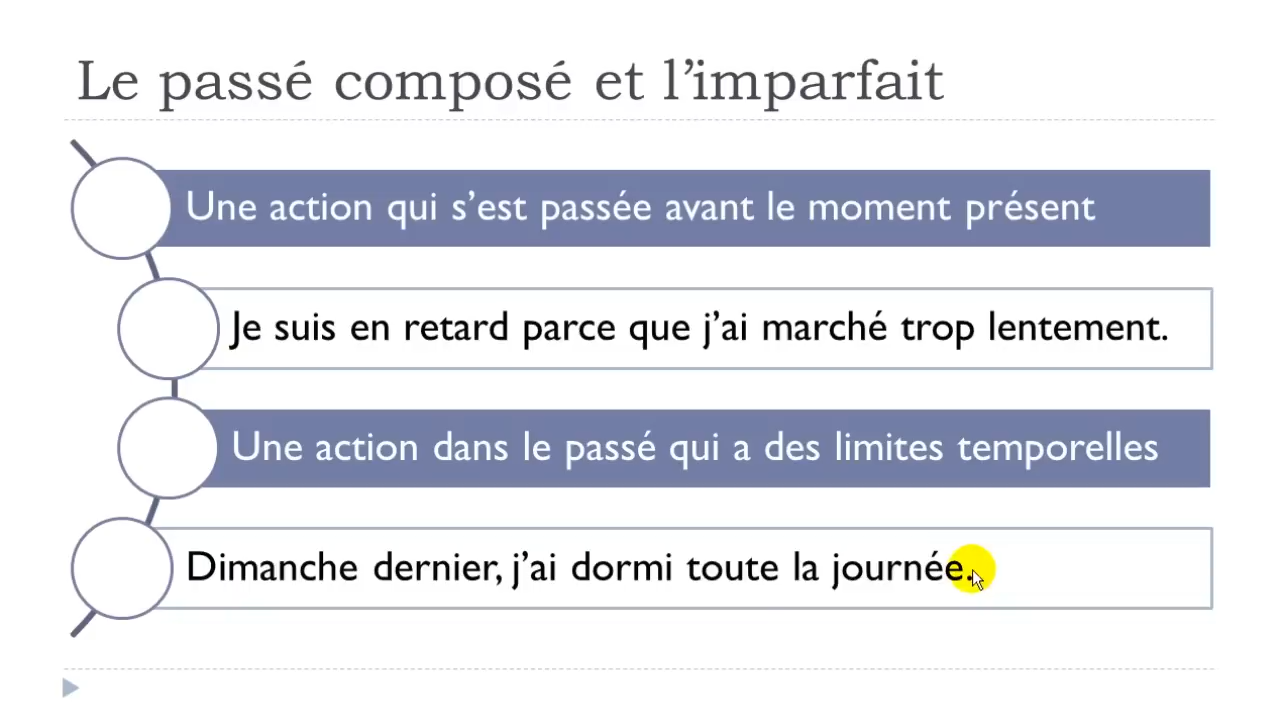 Le passé composé et l’imparfait
Une action qui s’est passée avant le moment présent
Je suis en retard parce que j’ai marché trop lentement.
Une action dans le passé qui a des limites temporelles
Dimanche dernier, j’ai dormi toute la journée.